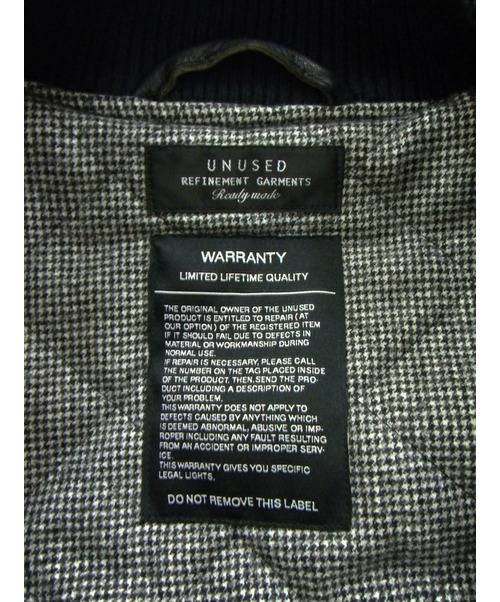 UNUSED
REFINEMENT GARMENTS
Ready made
WARRANTY
LIMITED LIFETIME QUALITY
THE ORIGINAL OWNER OF THE UNUSED
PRODUCT IS ENTITLED TO REPAIR (AT
OUR OPTION) OF THE REGISTERED ITEM
IF IT SHOULD FAIL DUE TO DEFECTS IN
MATERIAL OR WORKMANSHIP DURING
NORMAL USE.
IF REPAIR IS NECESSARY, PLEASE CALL
THE NUMBER ON THE TAG PLACED INSIDE
OF THE PRODUCT. THEN, SEND THE PRO-
DUCT INCLUDING A DESCRIPTION OF
YOUR PROBLEM.
THIS WARRANTY DOES NOT APPLY TO
DEFECTS CAUSED BY ANYTHING WHICH
IS DEEMED ABNORMAL, ABUSIVE OR IMP-
ROPER INCLUDING ANY FAULT RESULTING
FROM AN ACCIDENT OR IMPROPER SERV-
ICE.
THIS WARRANTY GIVES YOU SPECIFIC
LEGAL LIGHTS.
DO NOT REMOVE THIS LABEL